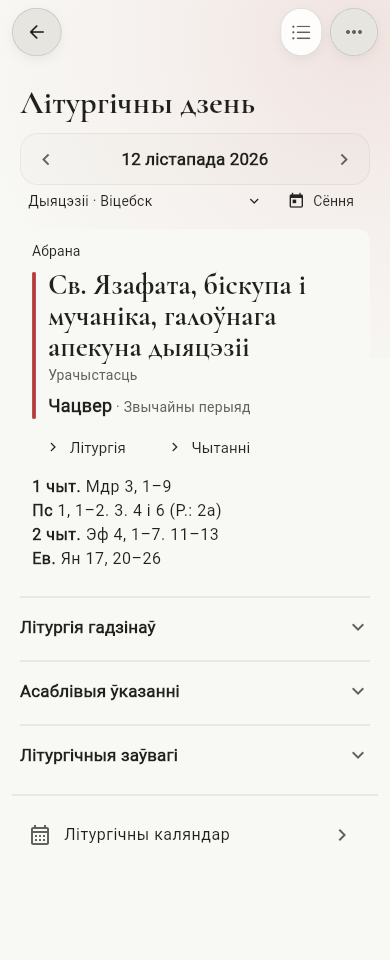 Літургічны дзень
12 лістапада 2026
Дыяцэзіі · Віцебск
Сёння
Абрана
Св. Язафата, біскупа і
мучаніка, галоўнага
апекуна дыяцэзіі
Урачыстасць
Чацвер · Звычайны перыяд
Літургія
Чытанні
1 чыт. Мдр 3, 1–9
Пс 1, 1–2. 3. 4 і 6 (Р.: 2а)
2 чыт. Эф 4, 1–7. 11–13
Ев. Ян 17, 20–26
Літургія гадзінаў
Асаблівыя ўказанні
Літургічныя заўвагі
Літургічны каляндар